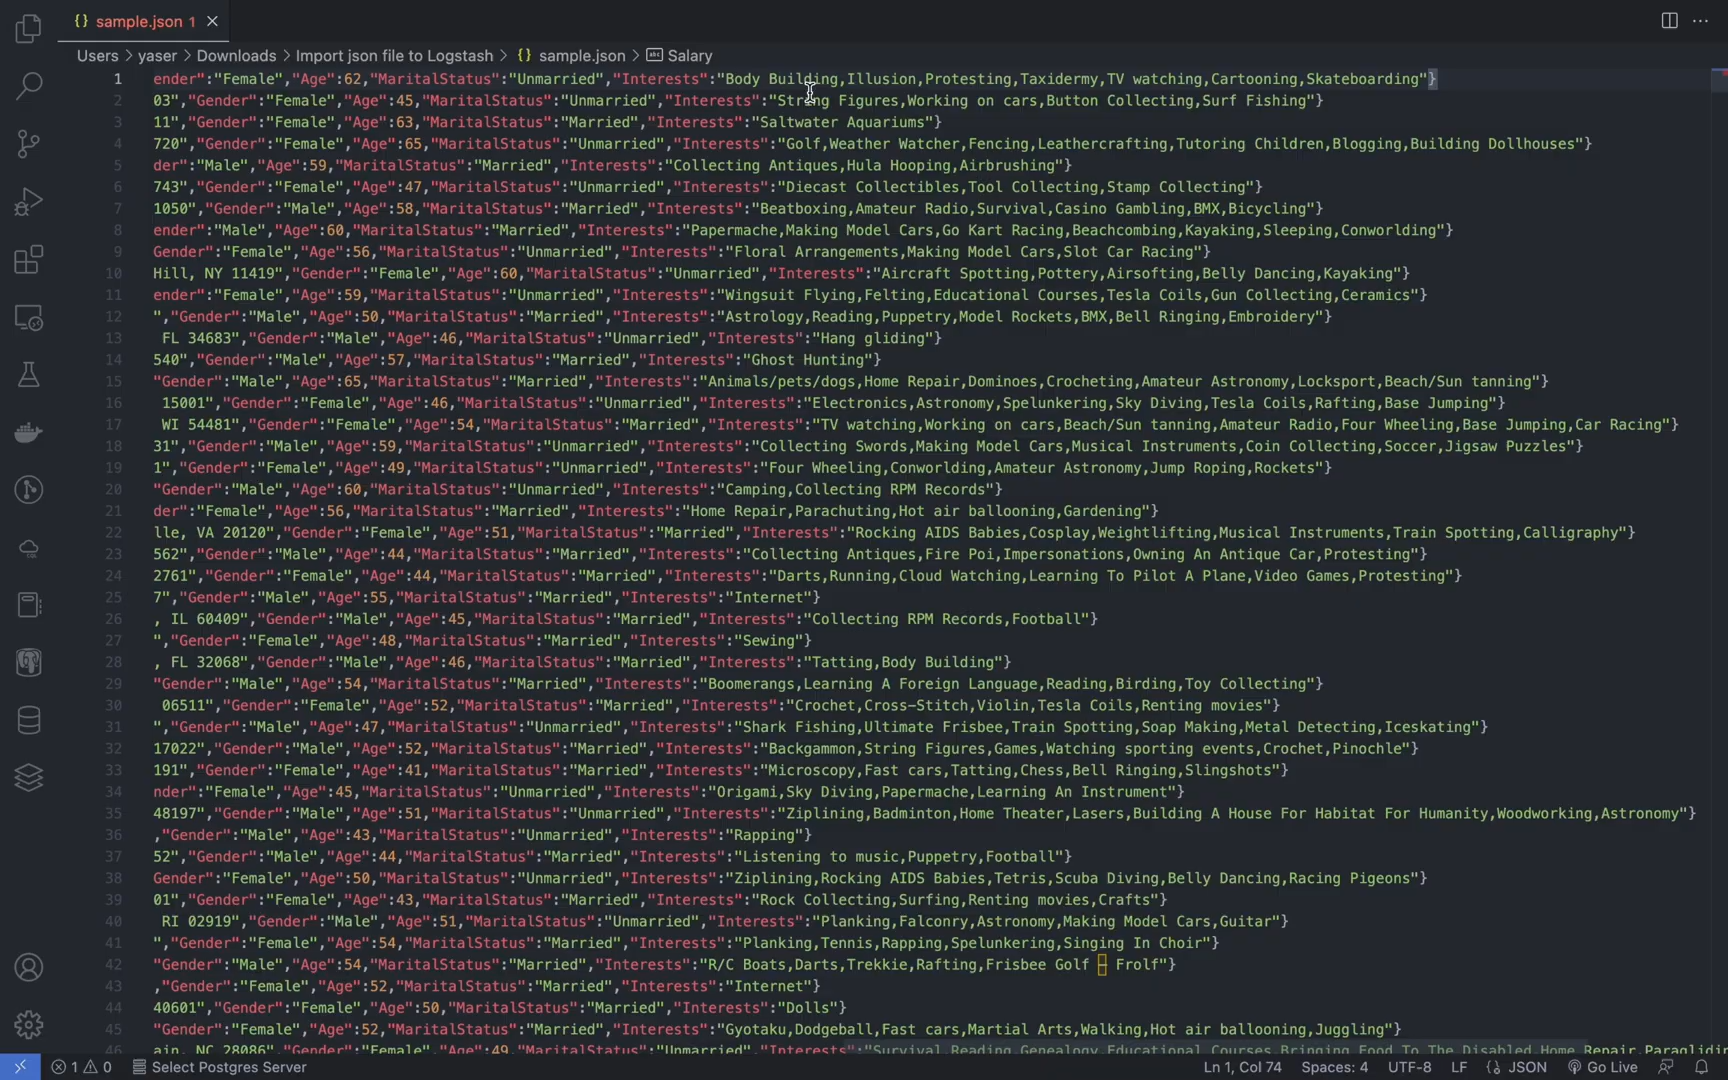 {} sample.json 1
Users > yaser > Downloads > Import json file to Logstash > {} sample.json > Salary
1 ender":"Female","Age":62,"MaritalStatus":"Unmarried","Interests":"Body Building,Illusion,Protesting,Taxidermy,TV watching,Cartooning,Skateboarding"}
2 03","Gender":"Female","Age":45,"MaritalStatus":"Unmarried","Interests":"String Figures,Working on cars,Button Collecting,Surf Fishing"}
3 11","Gender":"Female","Age":63,"MaritalStatus":"Married","Interests":"Saltwater Aquariums"}
4 720","Gender":"Female","Age":65,"MaritalStatus":"Unmarried","Interests":"Golf,Weather Watcher,Fencing,Leathercrafting,Tutoring Children,Blogging,Building Dollhouses"}
5 der":"Male","Age":59,"MaritalStatus":"Married","Interests":"Collecting Antiques,Hula Hooping,Airbrushing"}
6 743","Gender":"Female","Age":47,"MaritalStatus":"Unmarried","Interests":"Diecast Collectibles,Tool Collecting,Stamp Collecting"}
7 1050","Gender":"Male","Age":58,"MaritalStatus":"Married","Interests":"Beatboxing,Amateur Radio,Survival,Casino Gambling,BMX,Bicycling"}
8 ender":"Male","Age":60,"MaritalStatus":"Married","Interests":"Papermache,Making Model Cars,Go Kart Racing,Beachcombing,Kayaking,Sleeping,Conworlding"}
9 Gender":"Female","Age":56,"MaritalStatus":"Unmarried","Interests":"Floral Arrangements,Making Model Cars,Slot Car Racing"}
10 Hill, NY 11419","Gender":"Female","Age":60,"MaritalStatus":"Unmarried","Interests":"Aircraft Spotting,Pottery,Airsofting,Belly Dancing,Kayaking"}
11 ender":"Female","Age":59,"MaritalStatus":"Unmarried","Interests":"Wingsuit Flying,Felting,Educational Courses,Tesla Coils,Gun Collecting,Ceramics"}
12 ","Gender":"Male","Age":50,"MaritalStatus":"Married","Interests":"Astrology,Reading,Puppetry,Model Rockets,BMX,Bell Ringing,Embroidery"}
13 FL 34683","Gender":"Male","Age":46,"MaritalStatus":"Unmarried","Interests":"Hang gliding"}
14 540","Gender":"Male","Age":57,"MaritalStatus":"Married","Interests":"Ghost Hunting"}
15 "Gender":"Male","Age":65,"MaritalStatus":"Married","Interests":"Animals/pets/dogs,Home Repair,Dominoes,Crocheting,Amateur Astronomy,Locksport,Beach/Sun tanning"}
16 15001","Gender":"Female","Age":46,"MaritalStatus":"Unmarried","Interests":"Electronics,Astronomy,Spelunkering,Sky Diving,Tesla Coils,Rafting,Base Jumping"}
17 WI 54481","Gender":"Female","Age":54,"MaritalStatus":"Married","Interests":"TV watching,Working on cars,Beach/Sun tanning,Amateur Radio,Four Wheeling,Base Jumping,Car Racing"}
18 31","Gender":"Male","Age":59,"MaritalStatus":"Unmarried","Interests":"Collecting Swords,Making Model Cars,Musical Instruments,Coin Collecting,Soccer,Jigsaw Puzzles"}
19 1","Gender":"Female","Age":49,"MaritalStatus":"Unmarried","Interests":"Four Wheeling,Conworlding,Amateur Astronomy,Jump Roping,Rockets"}
20 "Gender":"Male","Age":60,"MaritalStatus":"Unmarried","Interests":"Camping,Collecting RPM Records"}
21 der":"Female","Age":56,"MaritalStatus":"Married","Interests":"Home Repair,Parachuting,Hot air ballooning,Gardening"}
22 lle, VA 20120","Gender":"Female","Age":51,"MaritalStatus":"Married","Interests":"Rocking AIDS Babies,Cosplay,Weightlifting,Musical Instruments,Train Spotting,Calligraphy"}
23 562","Gender":"Male","Age":44,"MaritalStatus":"Married","Interests":"Collecting Antiques,Fire Poi,Impersonations,Owning An Antique Car,Protesting"}
24 2761","Gender":"Female","Age":44,"MaritalStatus":"Married","Interests":"Darts,Running,Cloud Watching,Learning To Pilot A Plane,Video Games,Protesting"}
25 7","Gender":"Male","Age":55,"MaritalStatus":"Married","Interests":"Internet"}
26 , IL 60409","Gender":"Male","Age":45,"MaritalStatus":"Married","Interests":"Collecting RPM Records,Football"}
27 ","Gender":"Female","Age":48,"MaritalStatus":"Married","Interests":"Sewing"}
28 , FL 32068","Gender":"Male","Age":46,"MaritalStatus":"Married","Interests":"Tatting,Body Building"}
29 "Gender":"Male","Age":54,"MaritalStatus":"Married","Interests":"Boomerangs,Learning A Foreign Language,Reading,Birding,Toy Collecting"}
30 06511","Gender":"Female","Age":52,"MaritalStatus":"Married","Interests":"Crochet,Cross-Stitch,Violin,Tesla Coils,Renting movies"}
31 ","Gender":"Male","Age":47,"MaritalStatus":"Unmarried","Interests":"Shark Fishing,Ultimate Frisbee,Train Spotting,Soap Making,Metal Detecting,Iceskating"}
32 17022","Gender":"Male","Age":52,"MaritalStatus":"Married","Interests":"Backgammon,String Figures,Games,Watching sporting events,Crochet,Pinochle"}
33 191","Gender":"Female","Age":41,"MaritalStatus":"Married","Interests":"Microscopy,Fast cars,Tatting,Chess,Bell Ringing,Slingshots"}
34 nder":"Female","Age":45,"MaritalStatus":"Unmarried","Interests":"Origami,Sky Diving,Papermache,Learning An Instrument"}
35 48197","Gender":"Male","Age":51,"MaritalStatus":"Married","Interests":"Ziplining,Badminton,Home Theater,Lasers,Building A House For Habitat For Humanity,Woodworking,Astronomy"}
36 ,"Gender":"Male","Age":43,"MaritalStatus":"Unmarried","Interests":"Rapping"}
37 52","Gender":"Male","Age":44,"MaritalStatus":"Married","Interests":"Listening to music,Puppetry,Football"}
38 Gender":"Female","Age":50,"MaritalStatus":"Unmarried","Interests":"Ziplining,Rocking AIDS Babies,Tetris,Scuba Diving,Belly Dancing,Racing Pigeons"}
39 01","Gender":"Female","Age":43,"MaritalStatus":"Married","Interests":"Rock Collecting,Surfing,Renting movies,Crafts"}
40 RI 02919","Gender":"Male","Age":51,"MaritalStatus":"Unmarried","Interests":"Planking,Falconry,Astronomy,Making Model Cars,Guitar"}
41 ","Gender":"Female","Age":54,"MaritalStatus":"Married","Interests":"Planking,Tennis,Rapping,Spelunkering,Singing In Choir"}
42 "Gender":"Male","Age":54,"MaritalStatus":"Married","Interests":"R/C Boats,Darts,Trekkie,Rafting,Frisbee Golf – Frolf"}
43 ,"Gender":"Female","Age":52,"MaritalStatus":"Married","Interests":"Internet"}
44 40601","Gender":"Female","Age":50,"MaritalStatus":"Married","Interests":"Dolls"}
45 "Gender":"Female","Age":52,"MaritalStatus":"Married","Interests":"Gyotaku,Dodgeball,Fast cars,Martial Arts,Walking,Hot air ballooning,Juggling"}
46 ain, NC 28086","Gender":"Female","Age":49,"MaritalStatus":"Unmarried","Interests":"Survival,Reading,Genealogy,Educational Courses,Bringing Food To The Disabled,Home Repair,Paraglidin
1 0 Select Postgres Server Ln 1, Col 74 Spaces: 4 UTF-8 LF {} JSON Go Live